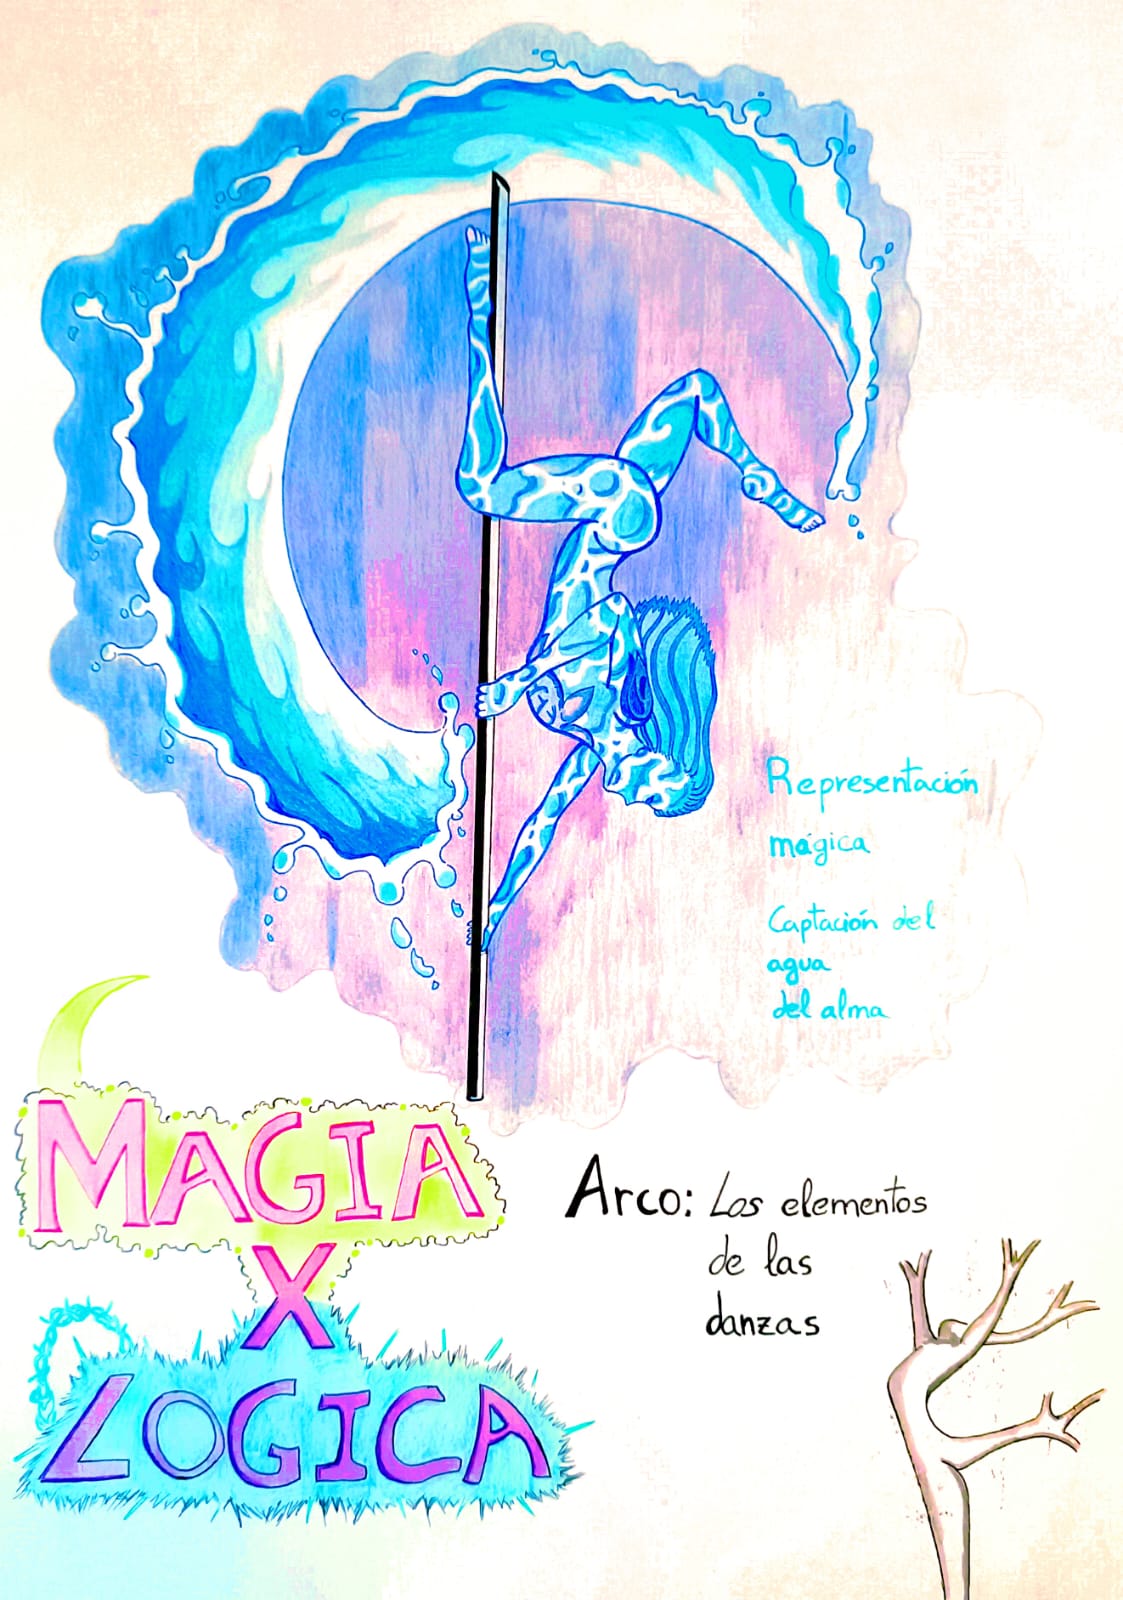 Representación
mágica
Captación del
agua
del alma
MAGIA
X
LOGICA
Arco: Los elementos
de las
danzas